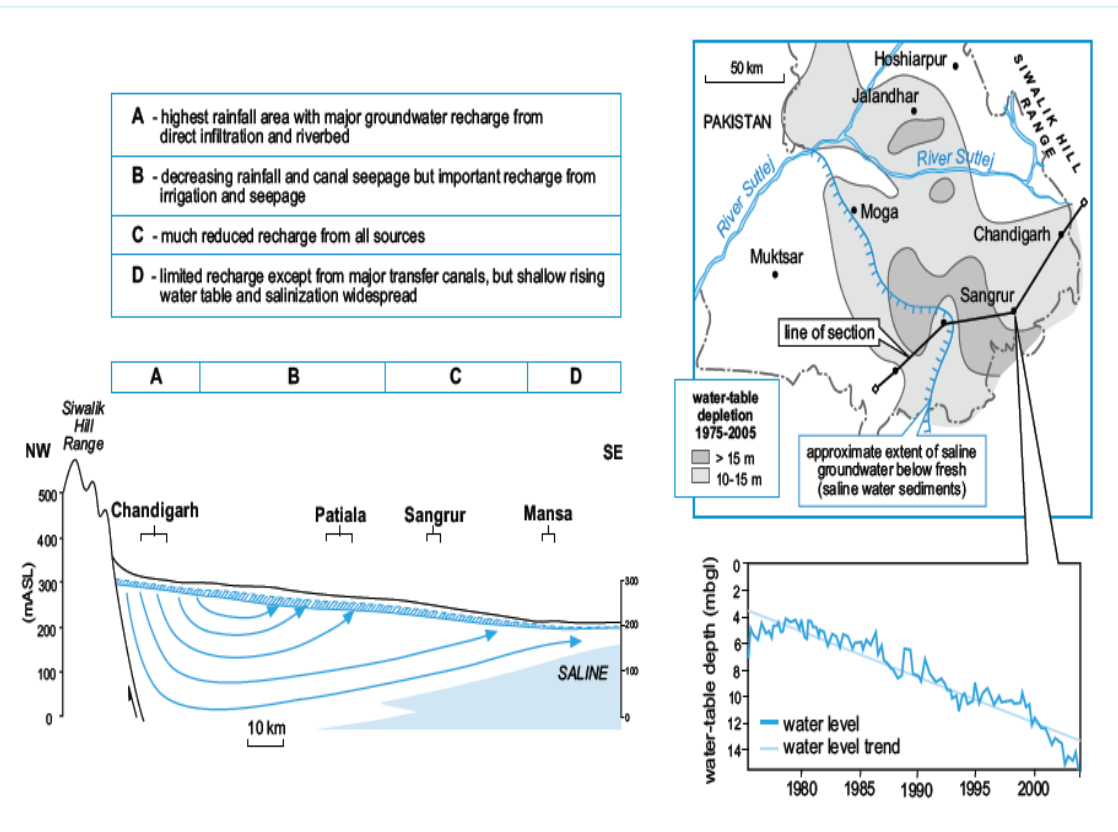 A - highest rainfall area with major groundwater recharge from
direct infiltration and riverbed
B - decreasing rainfall and canal seepage but important recharge from
irrigation and seepage
C - much reduced recharge from all sources
D - limited recharge except from major transfer canals, but shallow rising
water table and salinization widespread
A B C D
Siwalik
Hill
Range
NW
SE
500
400
300
200
100
0
(mASL)
Chandigarh
Patiala
Sangrur
Mansa
300
200
100
0
SALINE
10 km
50 km
Hoshiarpur
SIWALIK HILL
RANGE
Jalandhar
PAKISTAN
River Sutlej
River Sutlej
Moga
Chandigarh
Muktsar
Sangrur
line of section
water-table
depletion
1975-2005
> 15 m
10-15 m
approximate extent of saline
groundwater below fresh
(saline water sediments)
water-table depth (mbgl)
0
2
4
6
8
10
12
14
water level
water level trend
1980 1985 1990 1995 2000